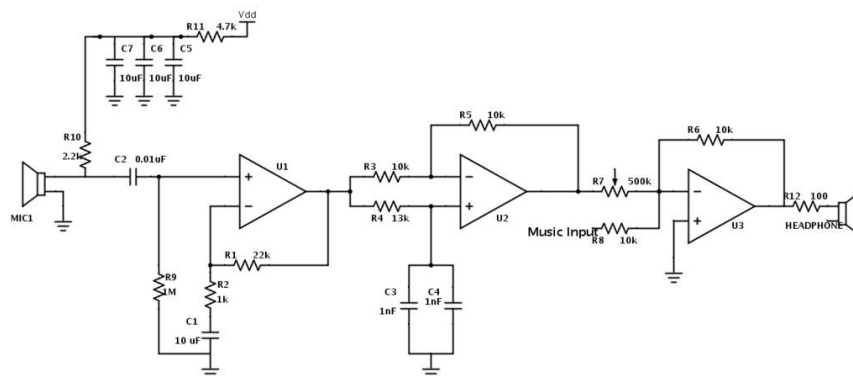 Vdd
R11 4.7k
C7 C6 C5
10uF 10uF 10uF
R10
2.2k
C2 0.01uF
MIC1
U1
R9
1M
R1 22k
R2
1k
C1
10 uF
R3 10k
R4 13k
R5 10k
U2
C3 C4
1nF 1nF
R7 500k
Music Input
R8 10k
R6 10k
U3
R12 100
HEADPHONE